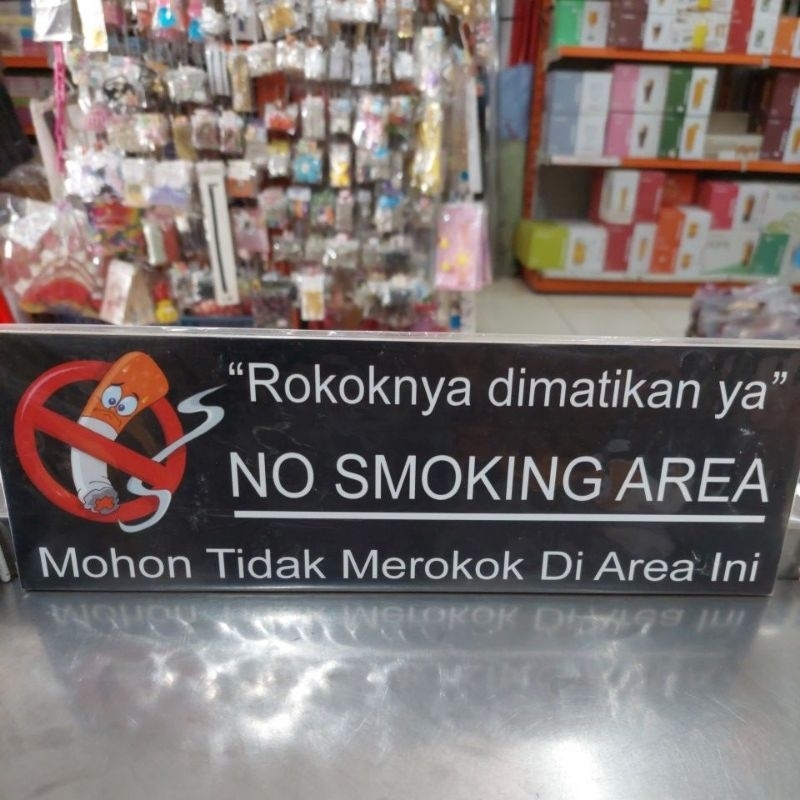 “Rokoknya dimatikan ya”
NO SMOKING AREA
Mohon Tidak Merokok Di Area Ini